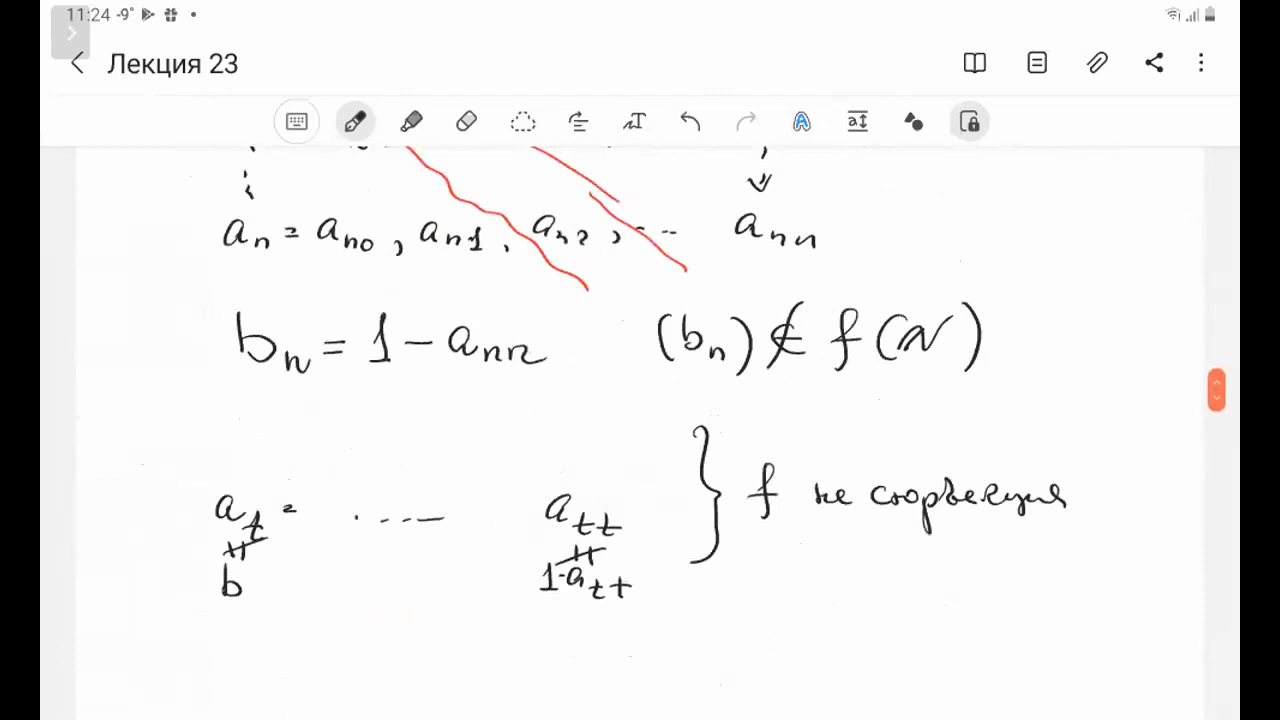 11:24 -9°
Лекция 23
aₙ = aₙ₀, aₙ₁, aₙ₂, ... aₙₙ
bₙ = 1 - aₙₙ (bₙ) ∉ f(ℕ)
aₜ = ..... aₜₜ } f не сюръекция
≠ ≠
b 1-aₜₜ